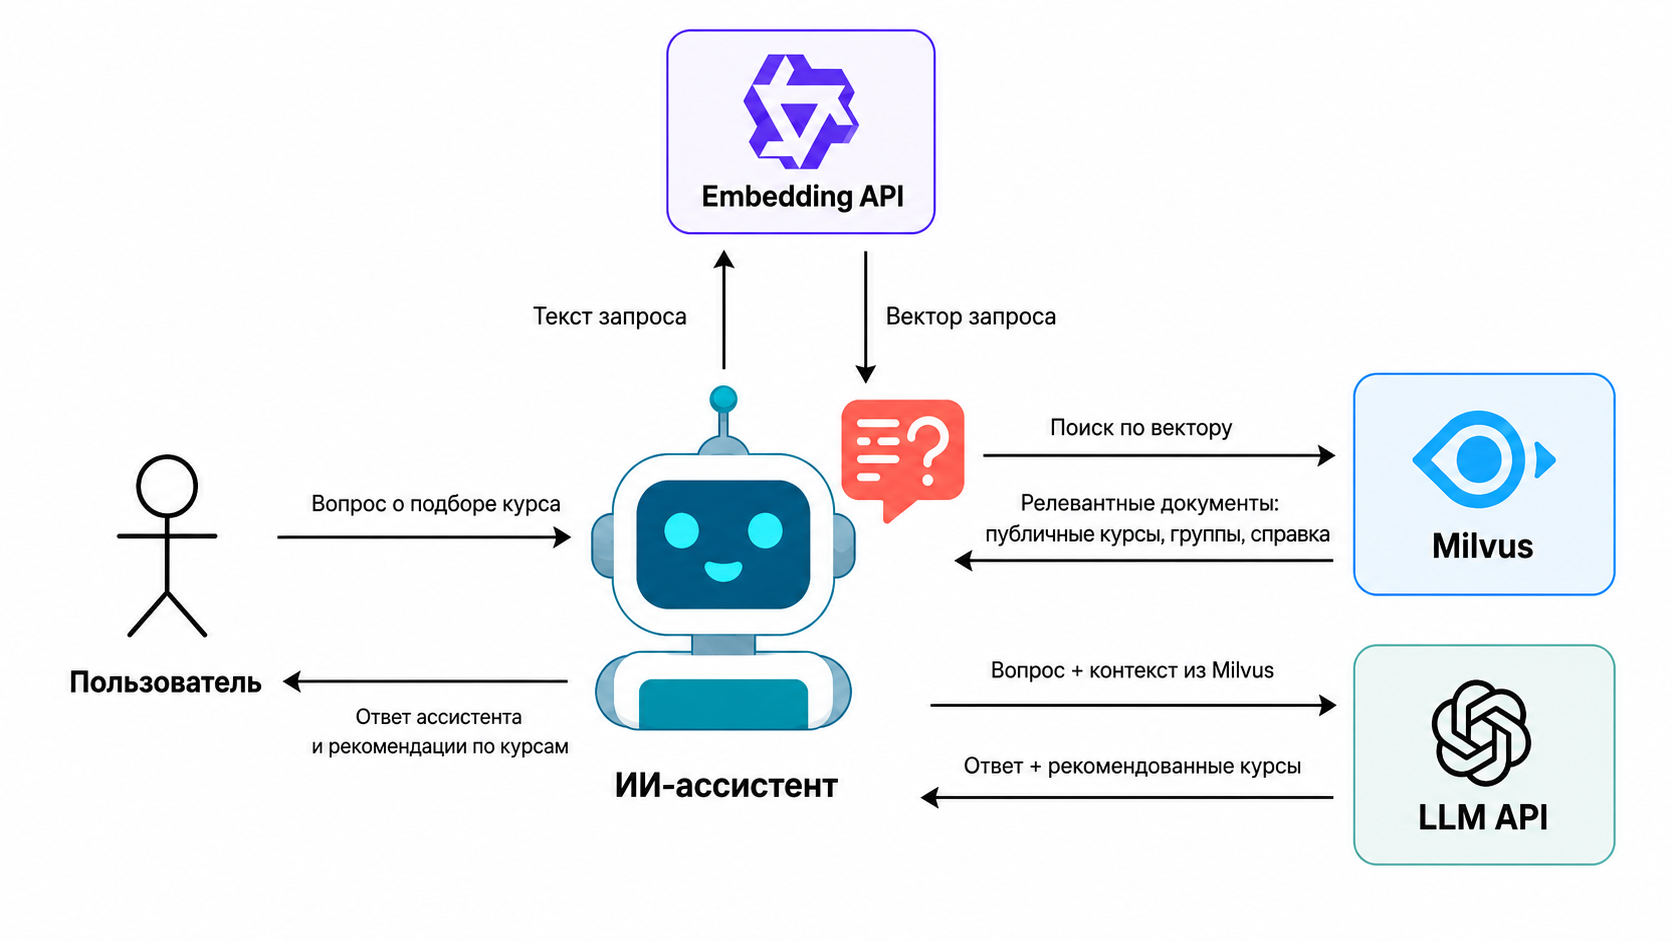 Embedding API
Текст запроса
Вектор запроса
Поиск по вектору
Релевантные документы:
публичные курсы, группы, справка
Milvus
Вопрос о подборе курса
Пользователь
Ответ ассистента
и рекомендации по курсам
ИИ-ассистент
Вопрос + контекст из Milvus
Ответ + рекомендованные курсы
LLM API